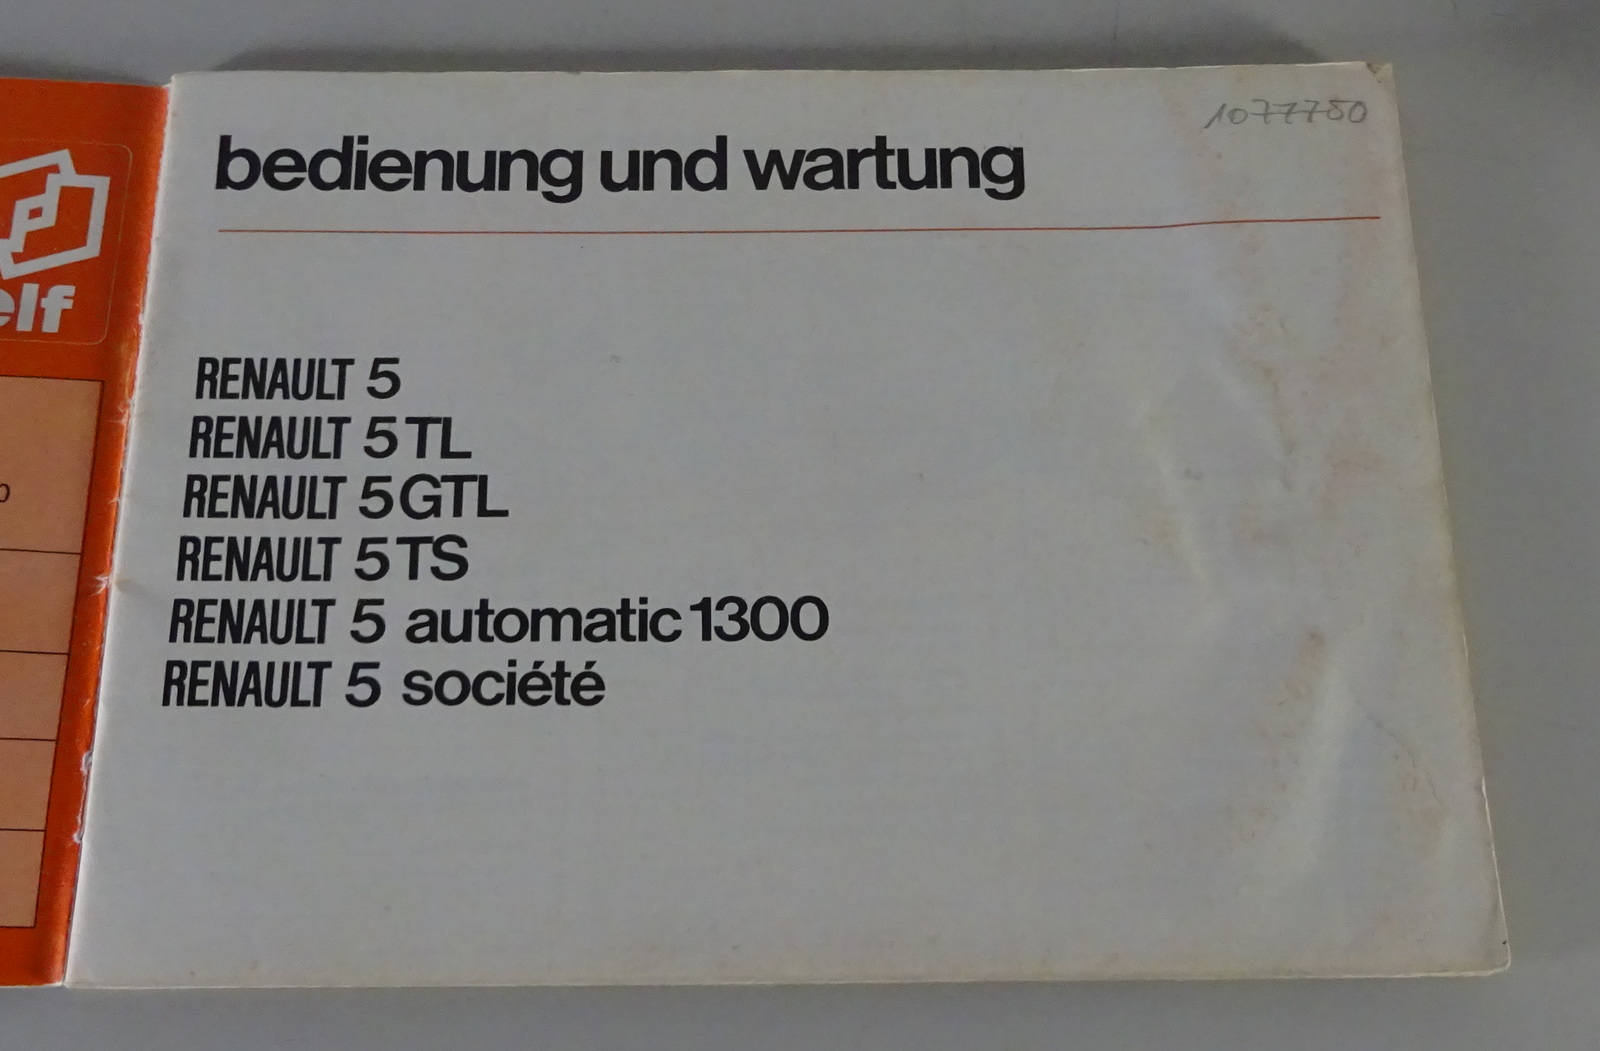 1077750
bedienung und wartung
elf
RENAULT 5
RENAULT 5 TL
RENAULT 5 GTL
RENAULT 5 TS
RENAULT 5 automatic 1300
RENAULT 5 société